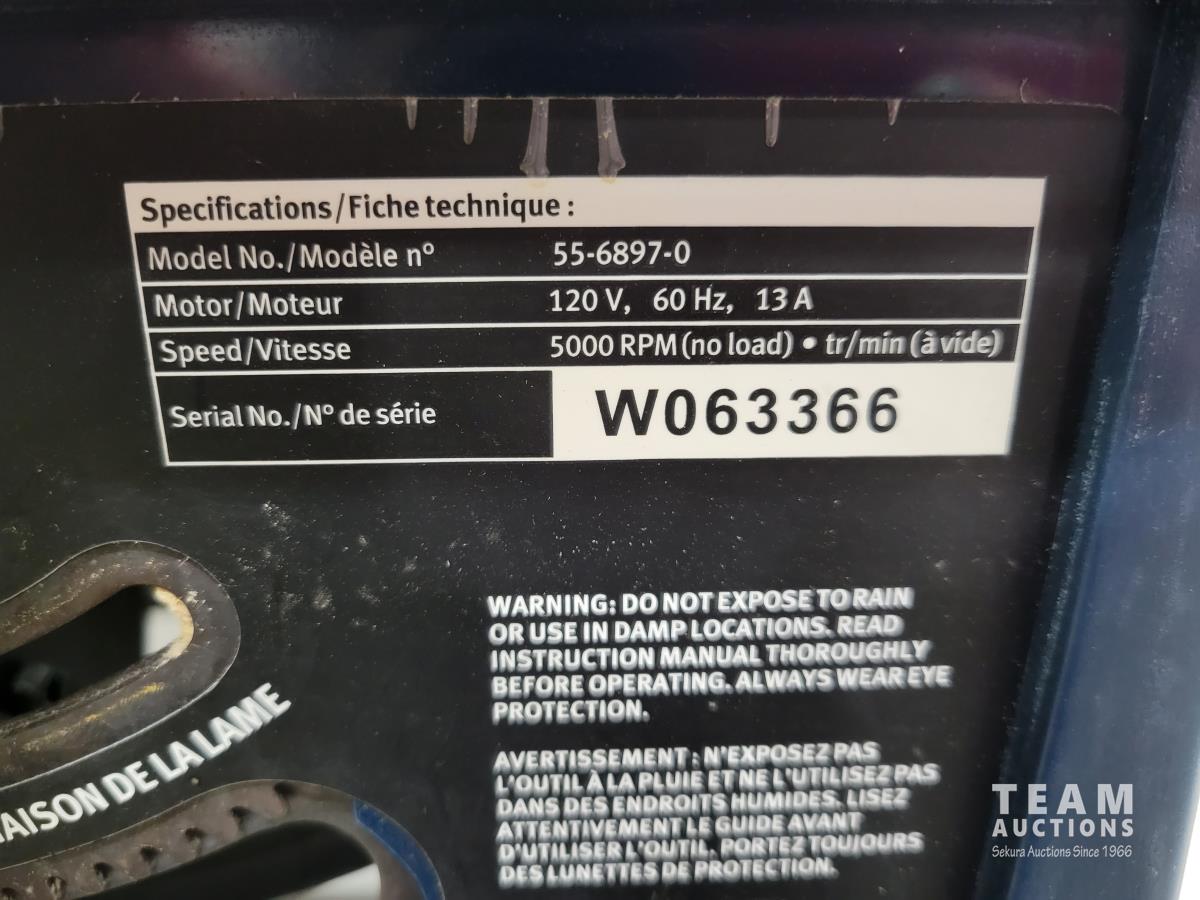 Specifications/Fiche technique :
Model No./Modèle nº 55-6897-0
Motor/Moteur 120 V, 60 Hz, 13 A
Speed/Vitesse 5000 RPM (no load) • tr/min (à vide)
Serial No./Nº de série W063366
WARNING: DO NOT EXPOSE TO RAIN
OR USE IN DAMP LOCATIONS. READ
INSTRUCTION MANUAL THOROUGHLY
BEFORE OPERATING. ALWAYS WEAR EYE
PROTECTION.
AVERTISSEMENT : N'EXPOSEZ PAS
L'OUTIL À LA PLUIE ET NE L'UTILISEZ PAS
DANS DES ENDROITS HUMIDES. LISEZ
ATTENTIVEMENT LE GUIDE AVANT
D'UTILISER L'OUTIL. PORTEZ TOUJOURS
DES LUNETTES DE PROTECTION.
DE LA LAME
TEAM
AUCTIONS
Sekura Auctions Since 1966